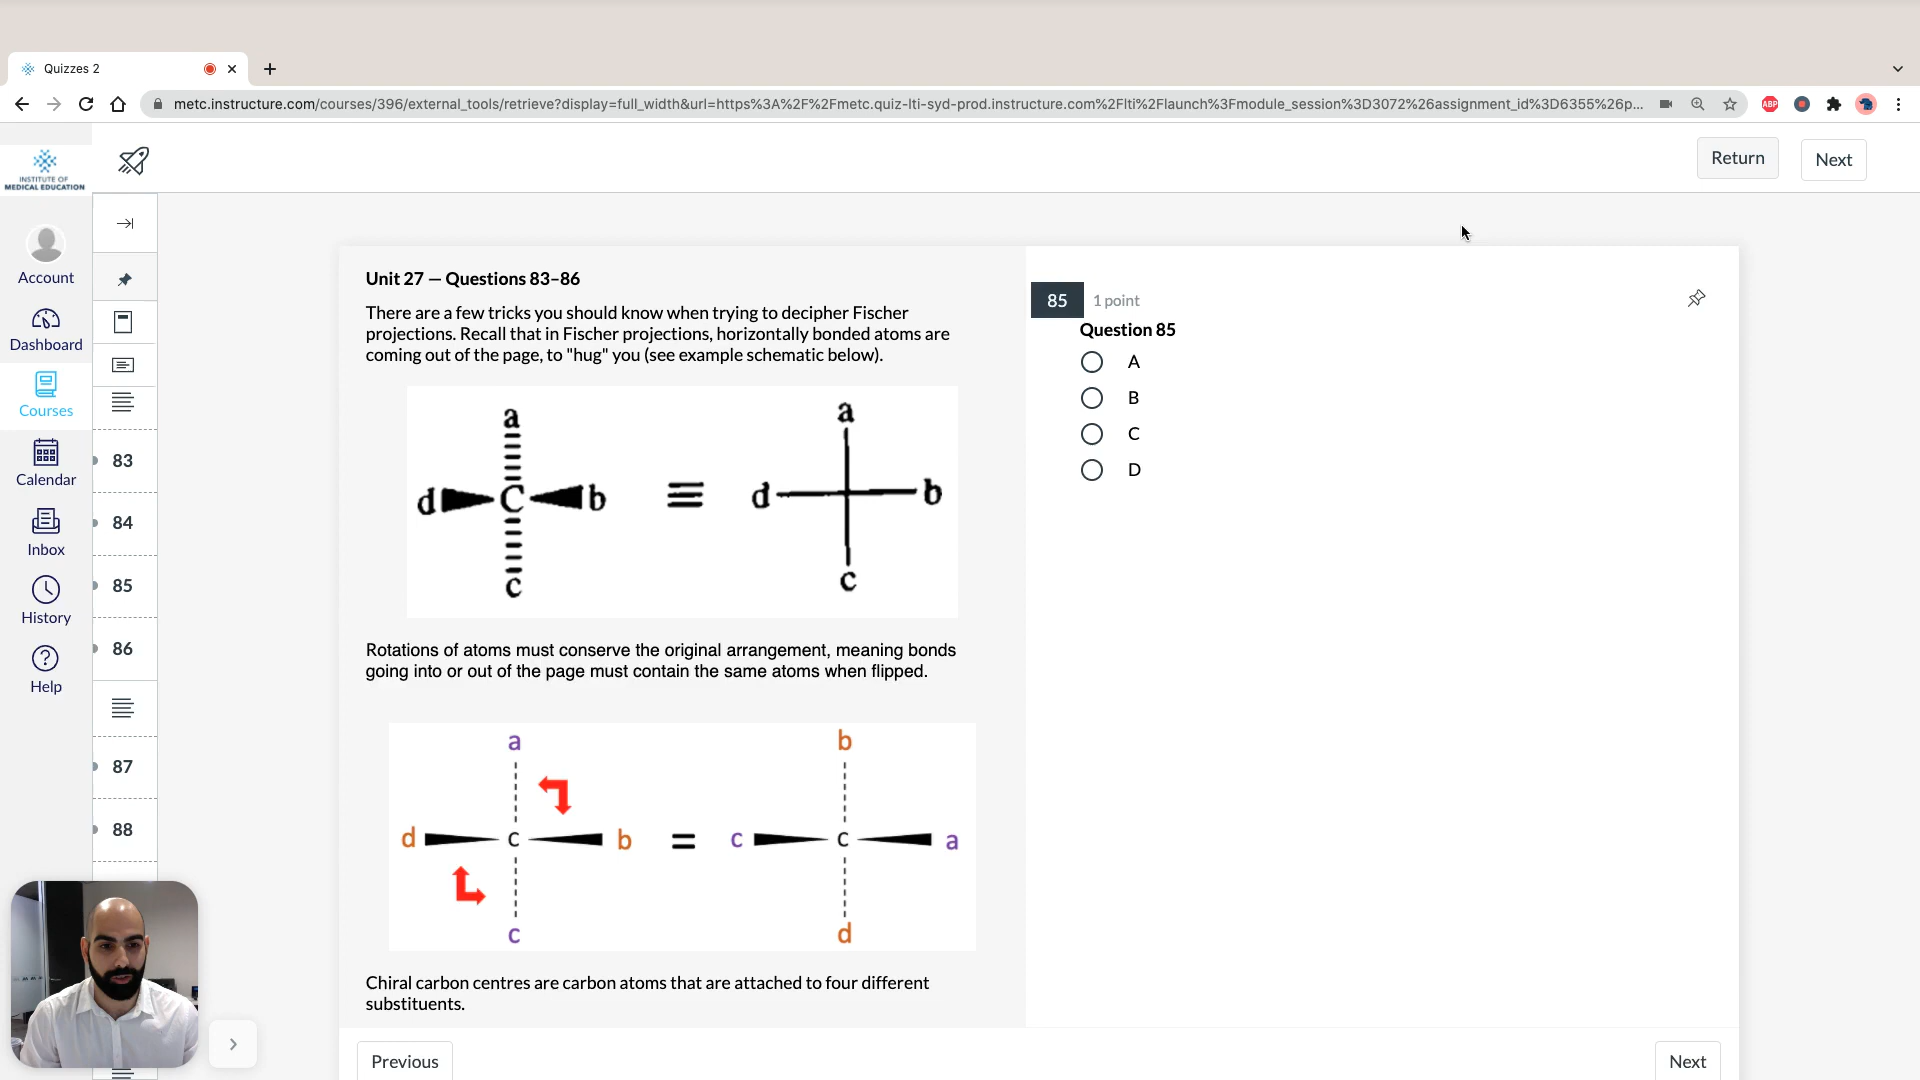 Quizzes 2
metc.instructure.com/courses/396/external_tools/retrieve?display=full_width&url=https%3A%2F%2Fmetc.quiz-lti-syd-prod.instructure.com%2Flti%2Flaunch%3Fmodule_session%3D3072%26assignment_id%3D6355%26p...
ABP
INSTITUTE OF
MEDICAL EDUCATION
Return
Next
Account
Dashboard
Courses
Calendar
Inbox
History
Help
83
84
85
86
87
88
Unit 27 — Questions 83–86
There are a few tricks you should know when trying to decipher Fischer
projections. Recall that in Fischer projections, horizontally bonded atoms are
coming out of the page, to "hug" you (see example schematic below).
a
d C b
c
≡
a
d b
c
Rotations of atoms must conserve the original arrangement, meaning bonds
going into or out of the page must contain the same atoms when flipped.
a
d c b
c
=
b
c c a
d
Chiral carbon centres are carbon atoms that are attached to four different
substituents.
85 1 point
Question 85
A
B
C
D
Previous
Next